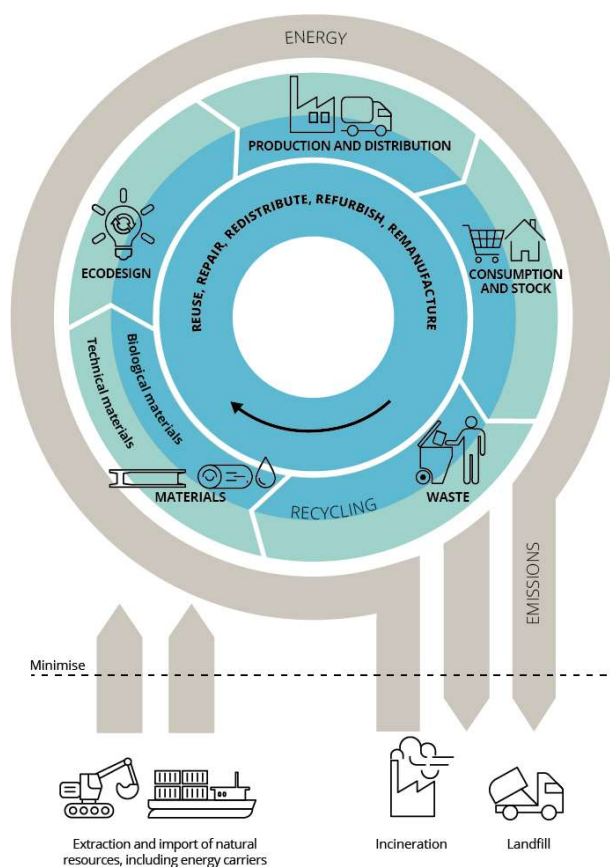 ENERGY
PRODUCTION AND DISTRIBUTION
REUSE, REPAIR, REDISTRIBUTE, REFURBISH, REMANUFACTURE
ECODESIGN
CONSUMPTION
AND STOCK
Biological materials
Technical materials
MATERIALS
RECYCLING
WASTE
EMISSIONS
Minimise
Extraction and import of natural
resources, including energy carriers
Incineration
Landfill